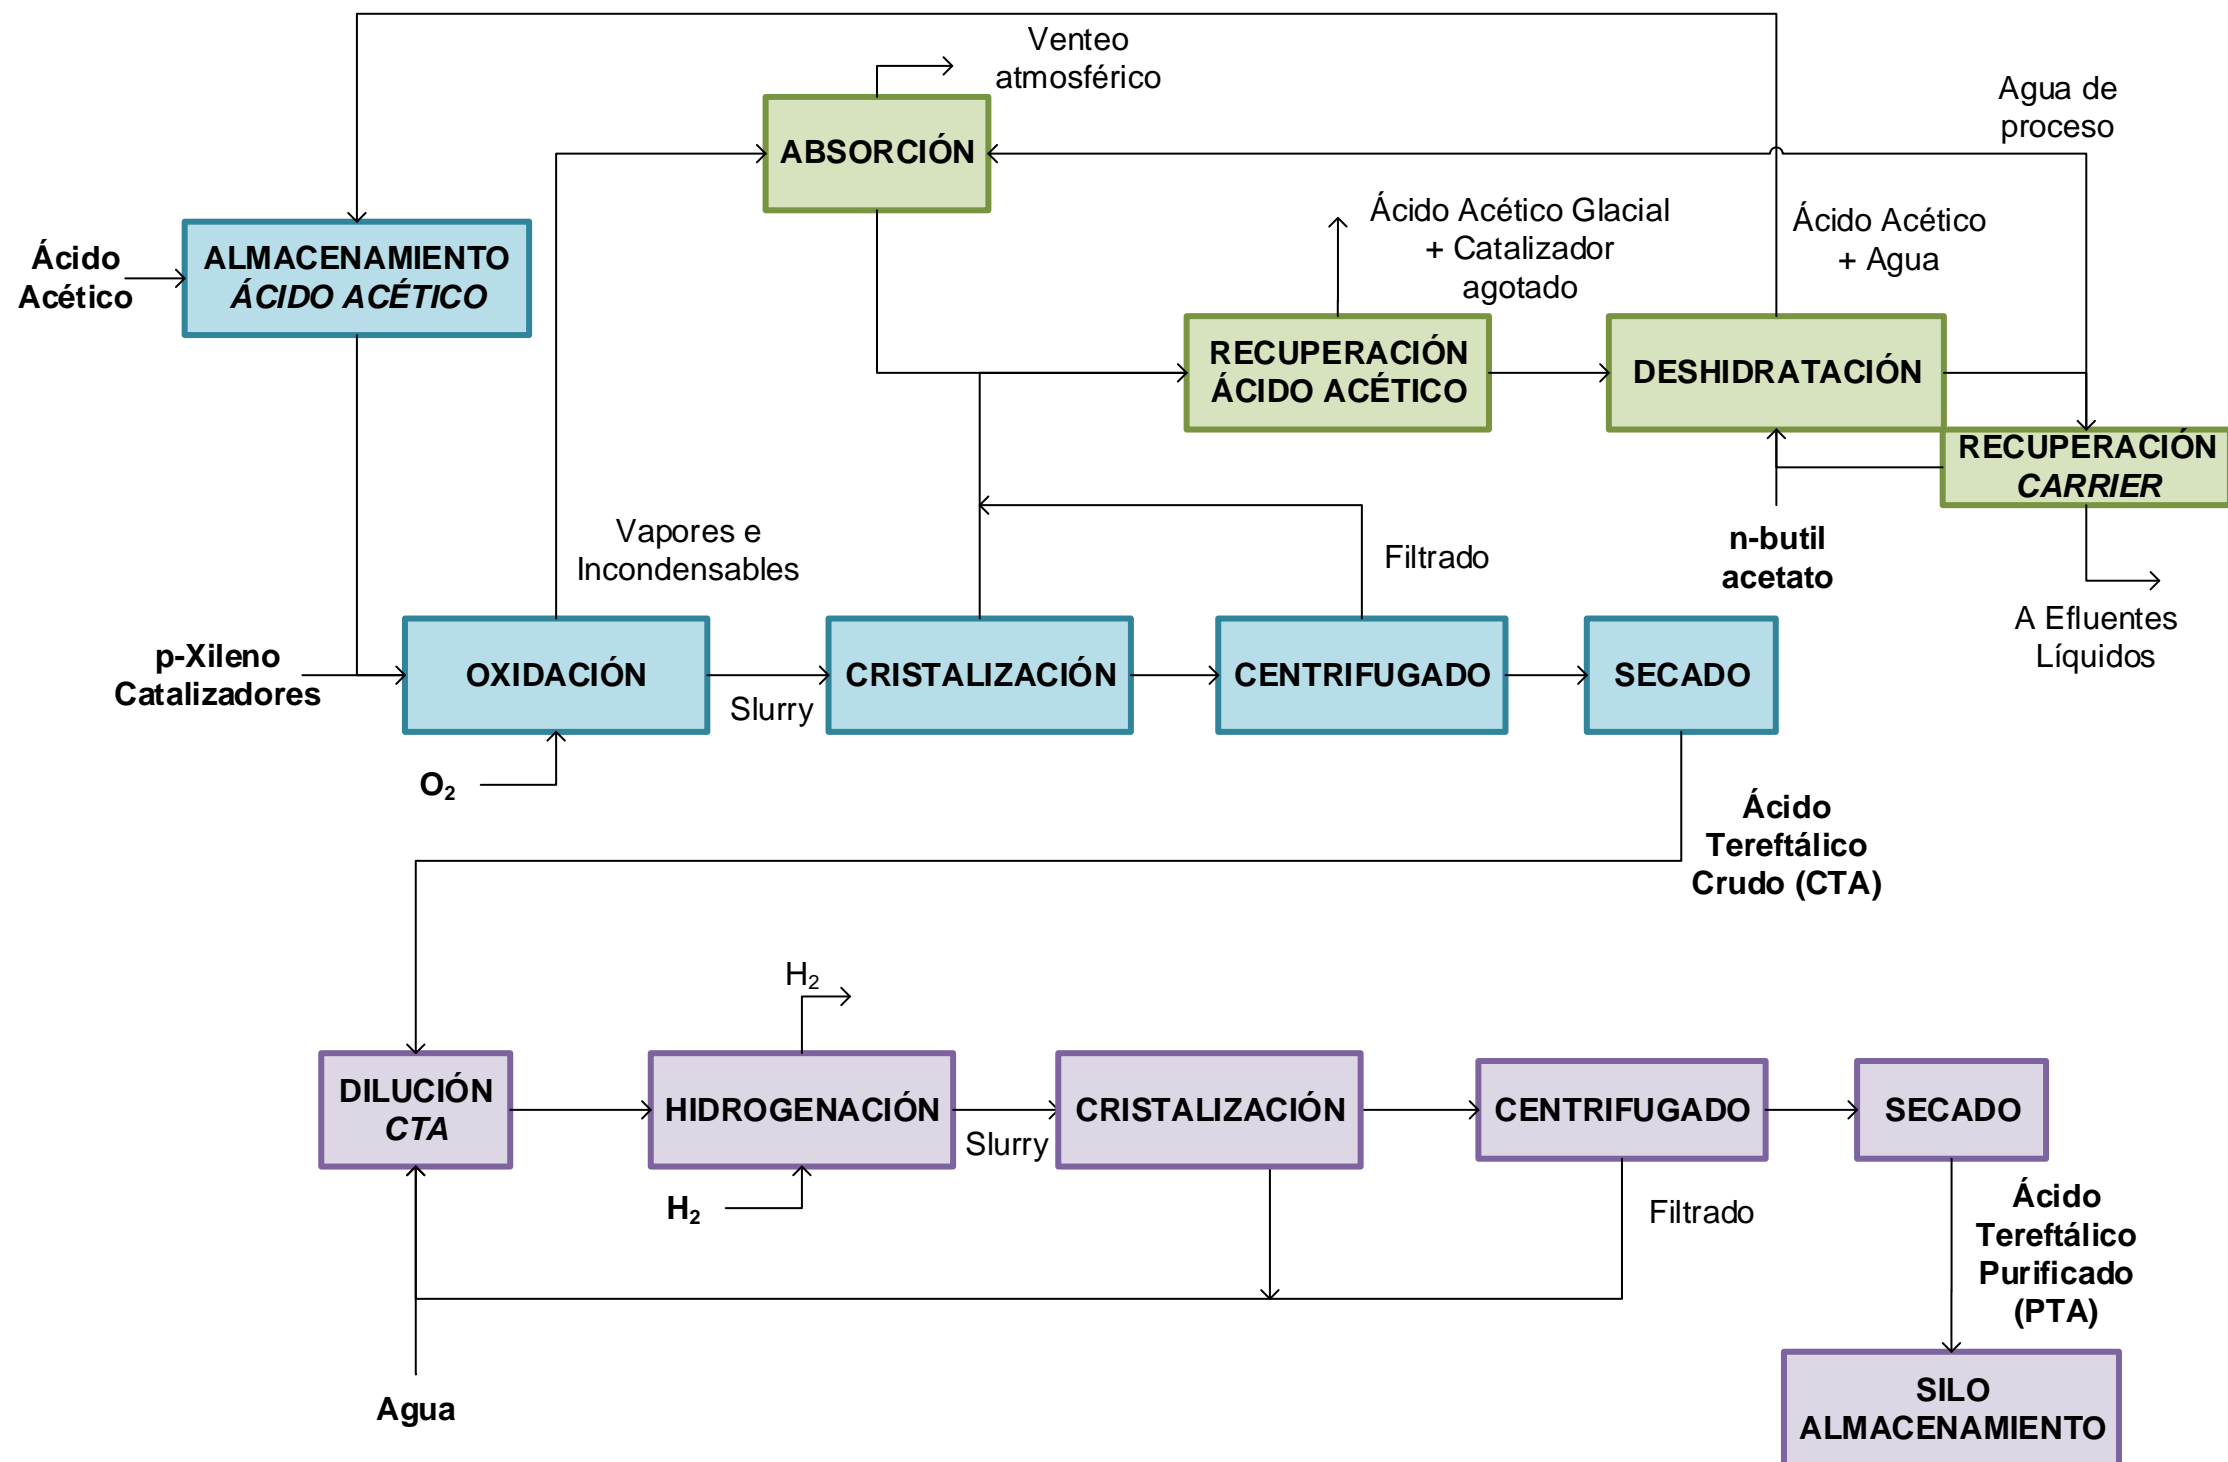 Venteo
atmosférico
Agua de
proceso
ABSORCIÓN
Ácido
Acético
ALMACENAMIENTO
ÁCIDO ACÉTICO
Ácido Acético Glacial
+ Catalizador
agotado
Ácido Acético
+ Agua
RECUPERACIÓN
ÁCIDO ACÉTICO
DESHIDRATACIÓN
RECUPERACIÓN
CARRIER
Vapores e
Incondensables
Filtrado
n-butil
acetato
A Efluentes
Líquidos
p-Xileno
Catalizadores
OXIDACIÓN
Slurry
CRISTALIZACIÓN
CENTRIFUGADO
SECADO
O₂
Ácido
Tereftálico
Crudo (CTA)
H₂
DILUCIÓN
CTA
HIDROGENACIÓN
Slurry
CRISTALIZACIÓN
CENTRIFUGADO
SECADO
H₂
Filtrado
Ácido
Tereftálico
Purificado
(PTA)
Agua
SILO
ALMACENAMIENTO